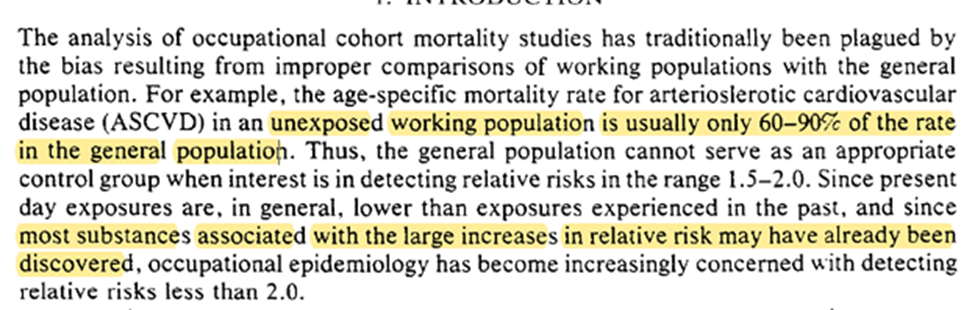 1. INTRODUCTION
The analysis of occupational cohort mortality studies has traditionally been plagued by
the bias resulting from improper comparisons of working populations with the general
population. For example, the age-specific mortality rate for arterioslerotic cardiovascular
disease (ASCVD) in an unexposed working population is usually only 60–90% of the rate
in the general population. Thus, the general population cannot serve as an appropriate
control group when interest is in detecting relative risks in the range 1.5–2.0. Since present
day exposures are, in general, lower than exposures experienced in the past, and since
most substances associated with the large increases in relative risk may have already been
discovered, occupational epidemiology has become increasingly concerned with detecting
relative risks less than 2.0.